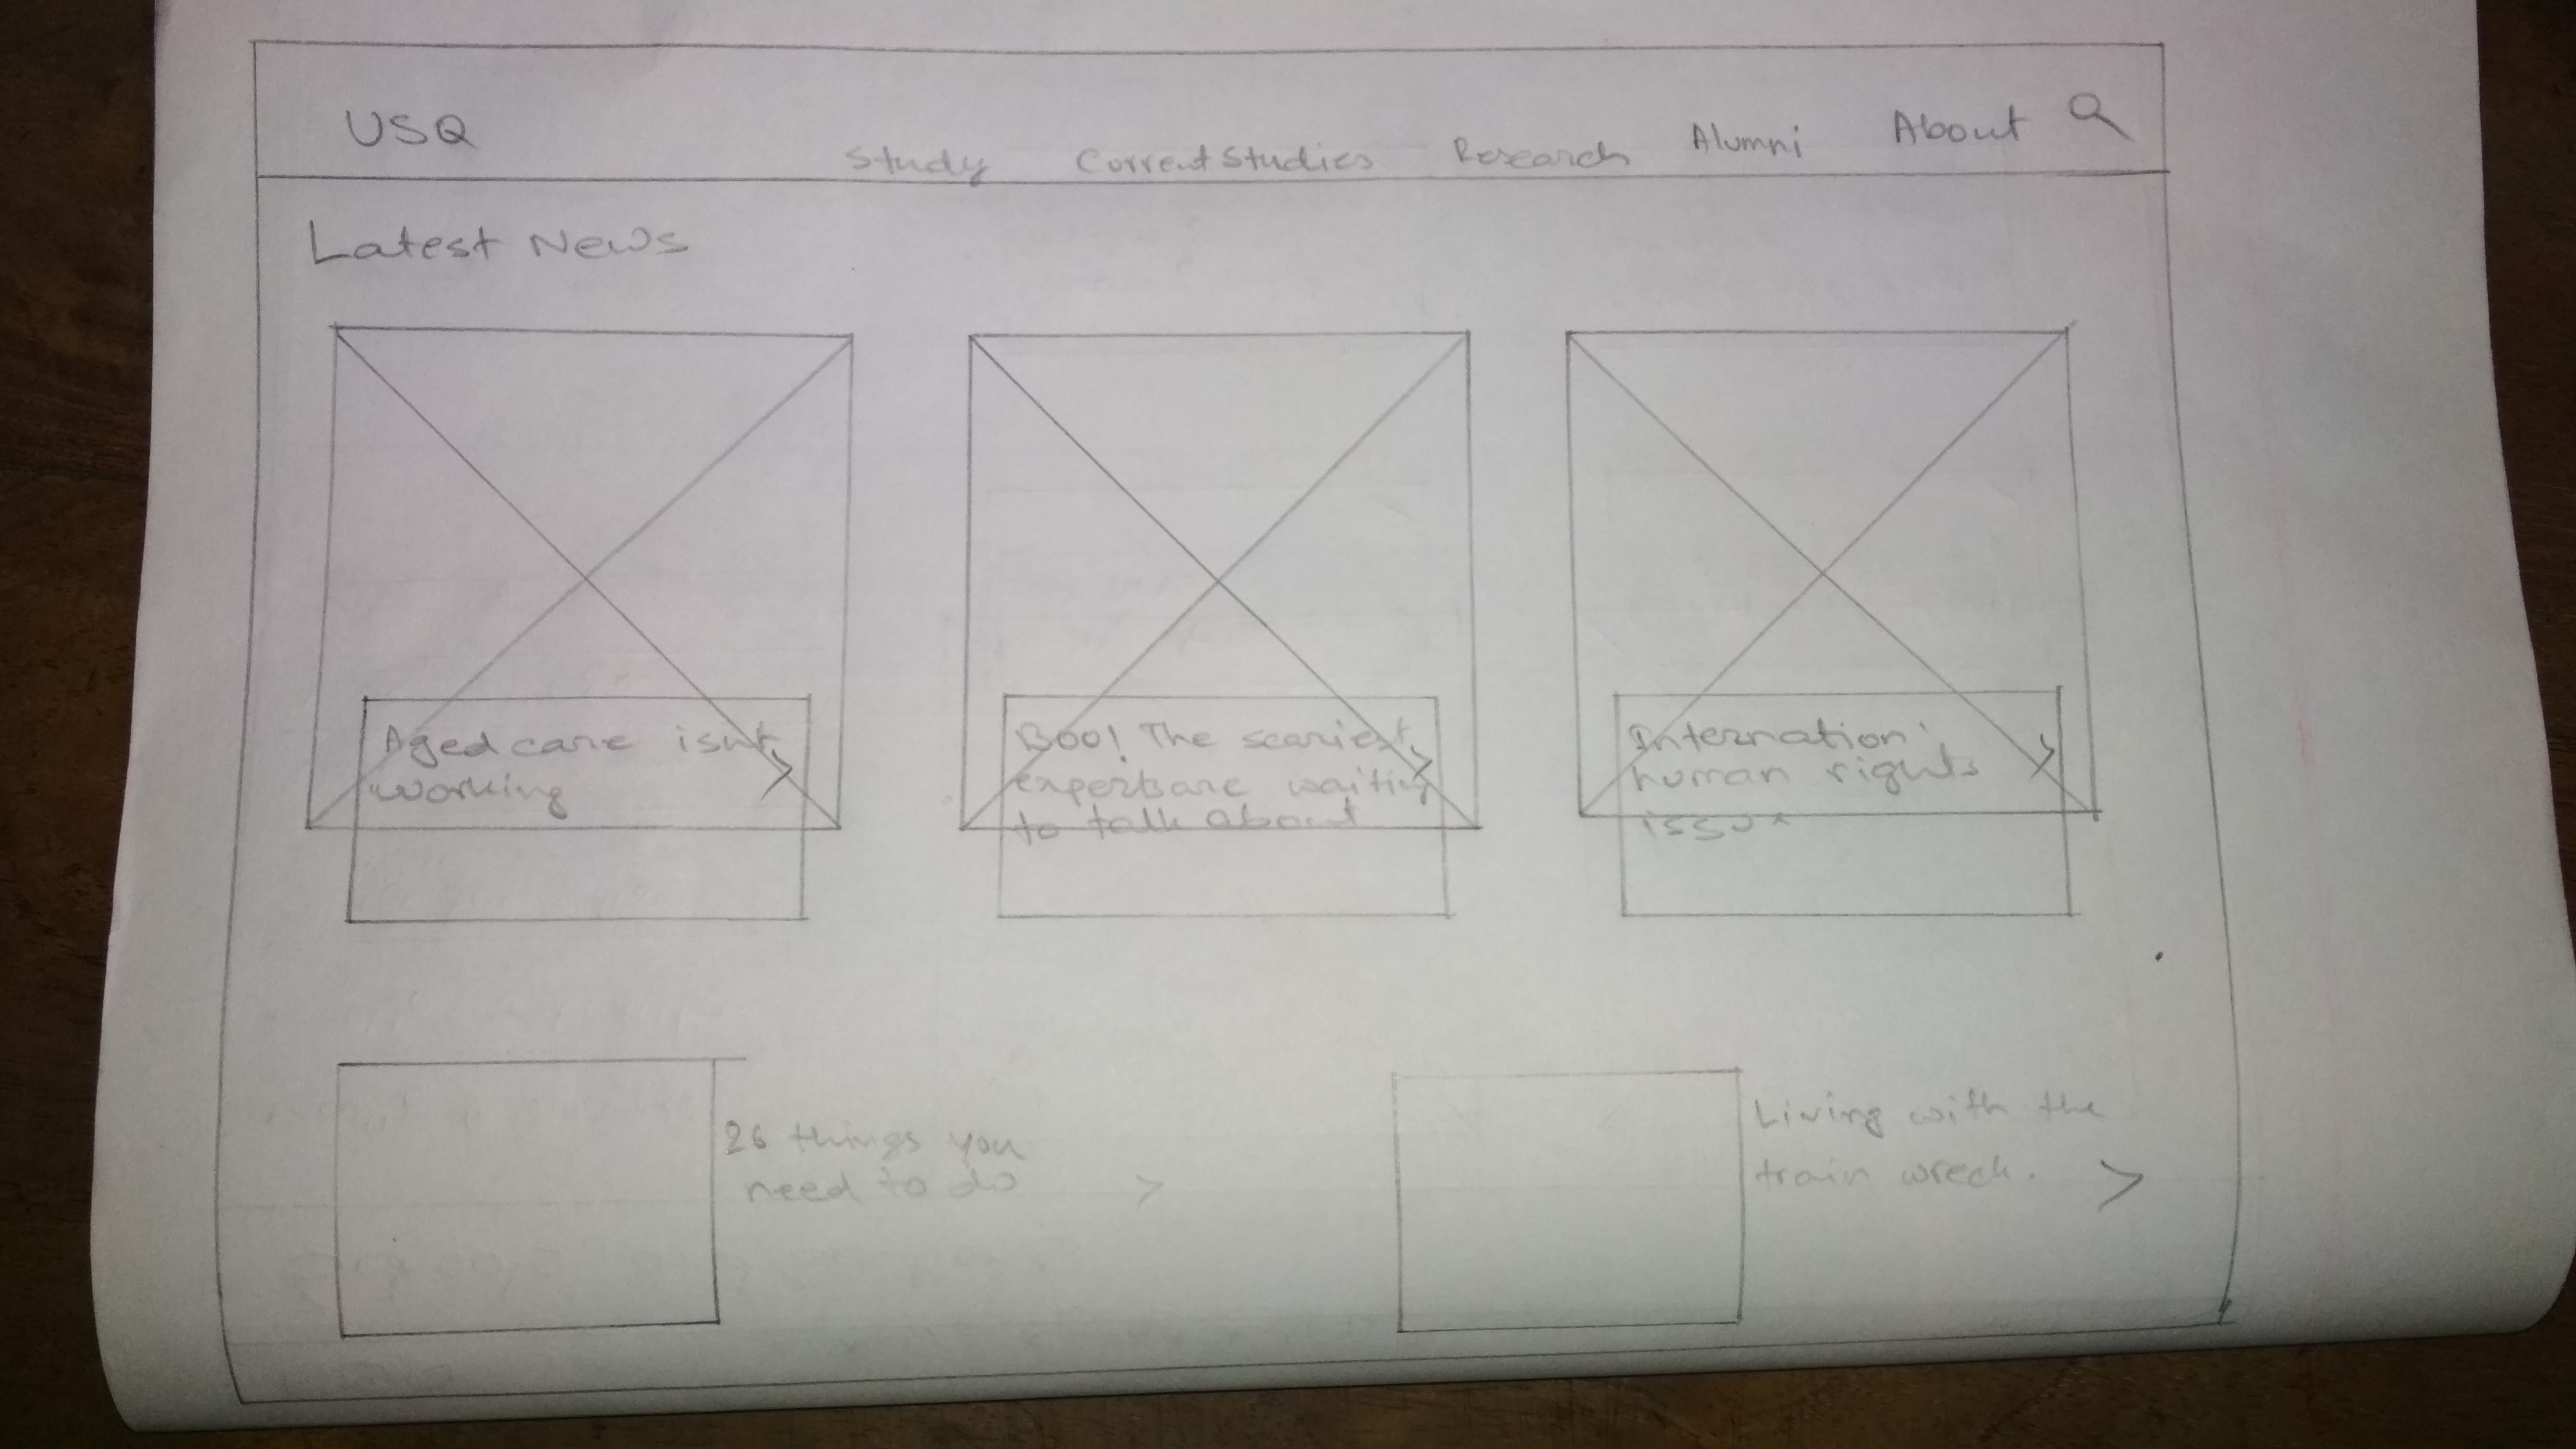 USQ
Study Current Studies Research Alumni About
Latest News
Aged care isn't
working
Boo! The scariest
experts are waiting
to talk about
Internation
human rights
26 things you
need to do
Living with the
train wreck.